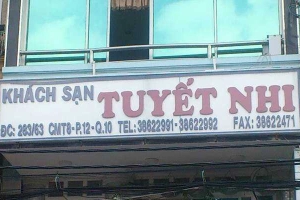 KHÁCH SẠN TUYẾT NHI
ĐC: 283/63 CMT8-P.12-Q.10 TEL: 38622991-38622992 FAX: 38622471